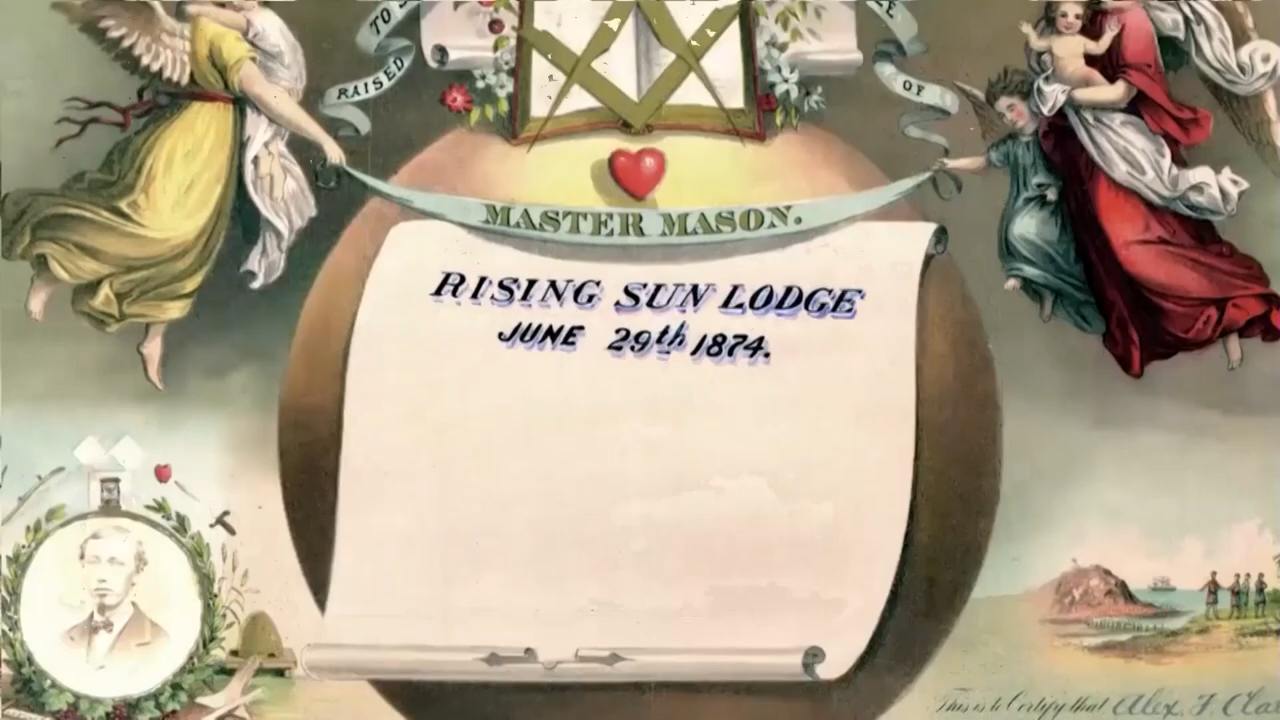 RAISED
OF
MASTER MASON.
RISING SUN LODGE
JUNE 29th 1874.
This is to Certify that Alex. F.